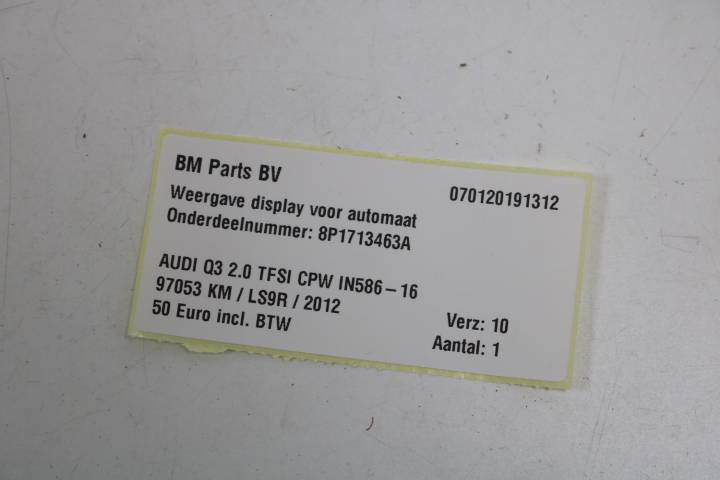 BM Parts BV 070120191312
Weergave display voor automaat
Onderdeelnummer: 8P1713463A
AUDI Q3 2.0 TFSI CPW IN586-16
97053 KM / LS9R / 2012
50 Euro incl. BTW
Verz: 10
Aantal: 1